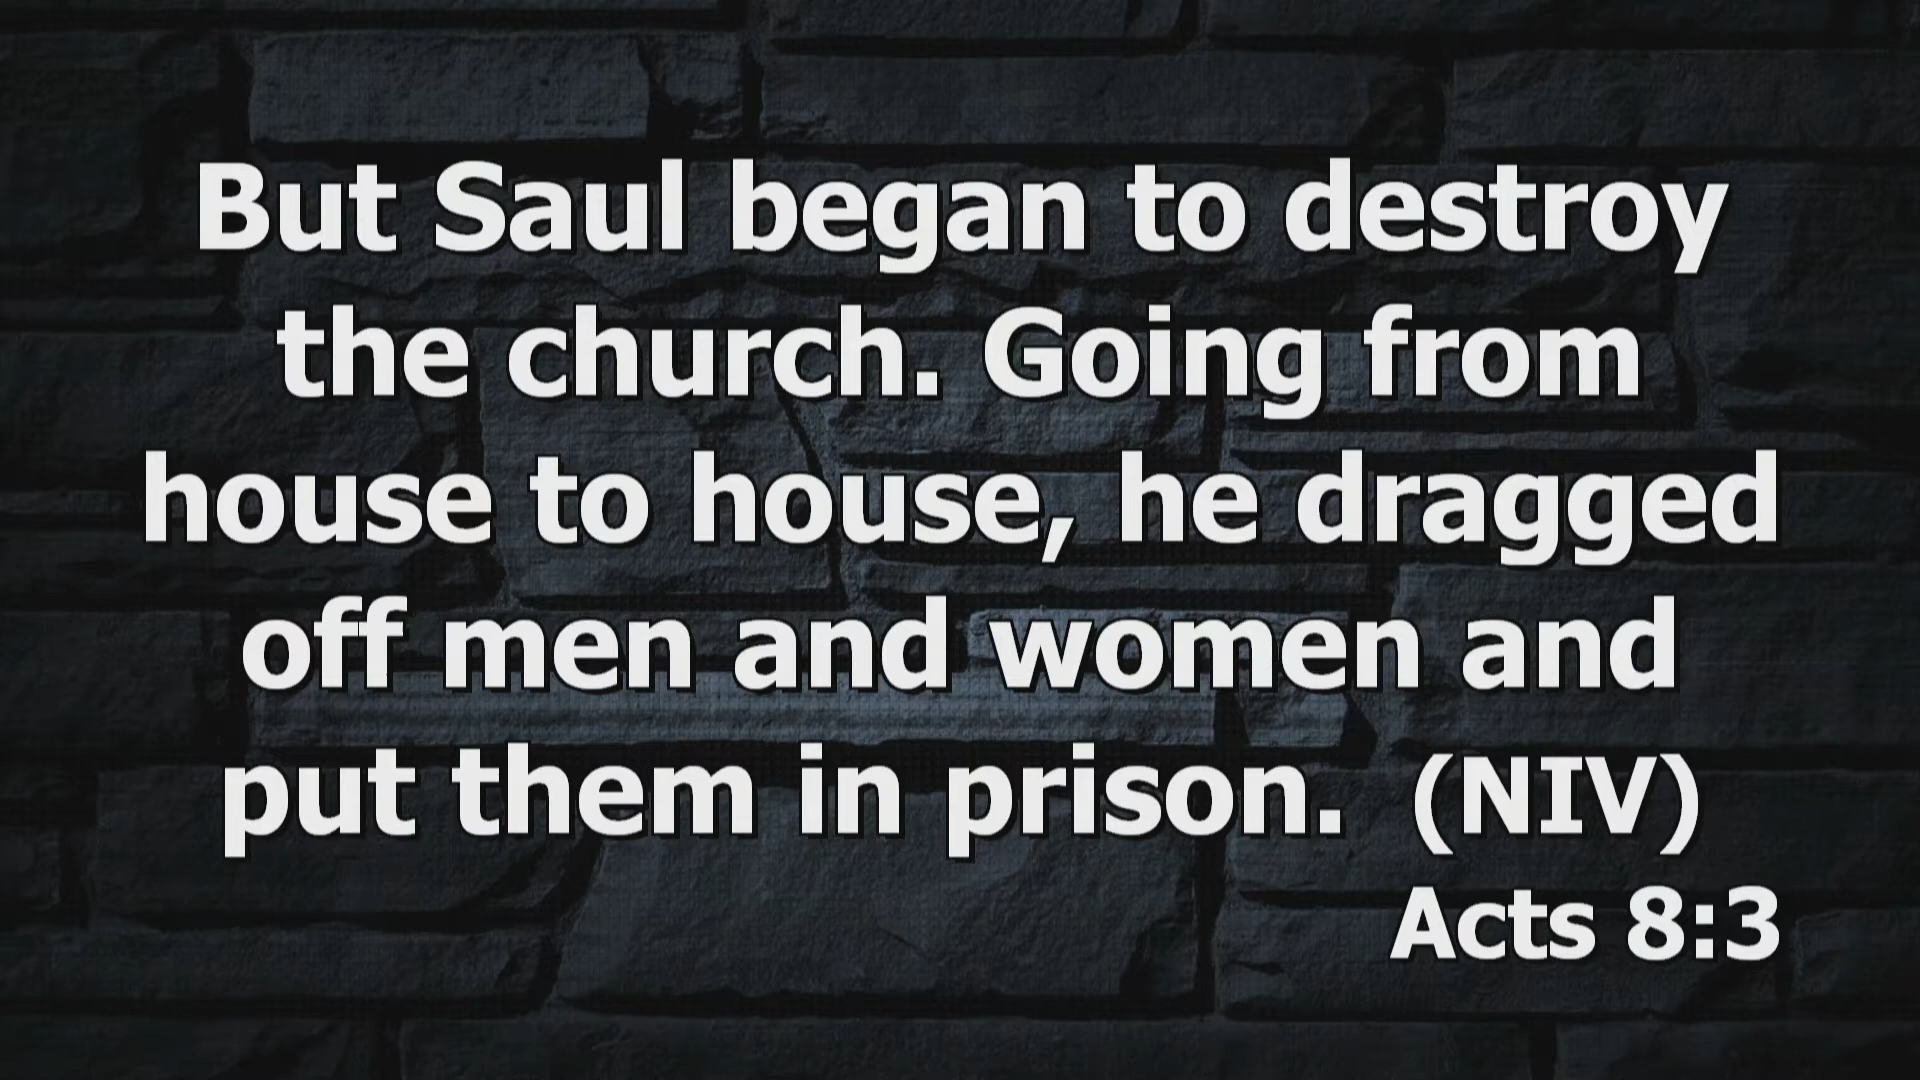 But Saul began to destroy
the church. Going from
house to house, he dragged
off men and women and
put them in prison. (NIV)
Acts 8:3